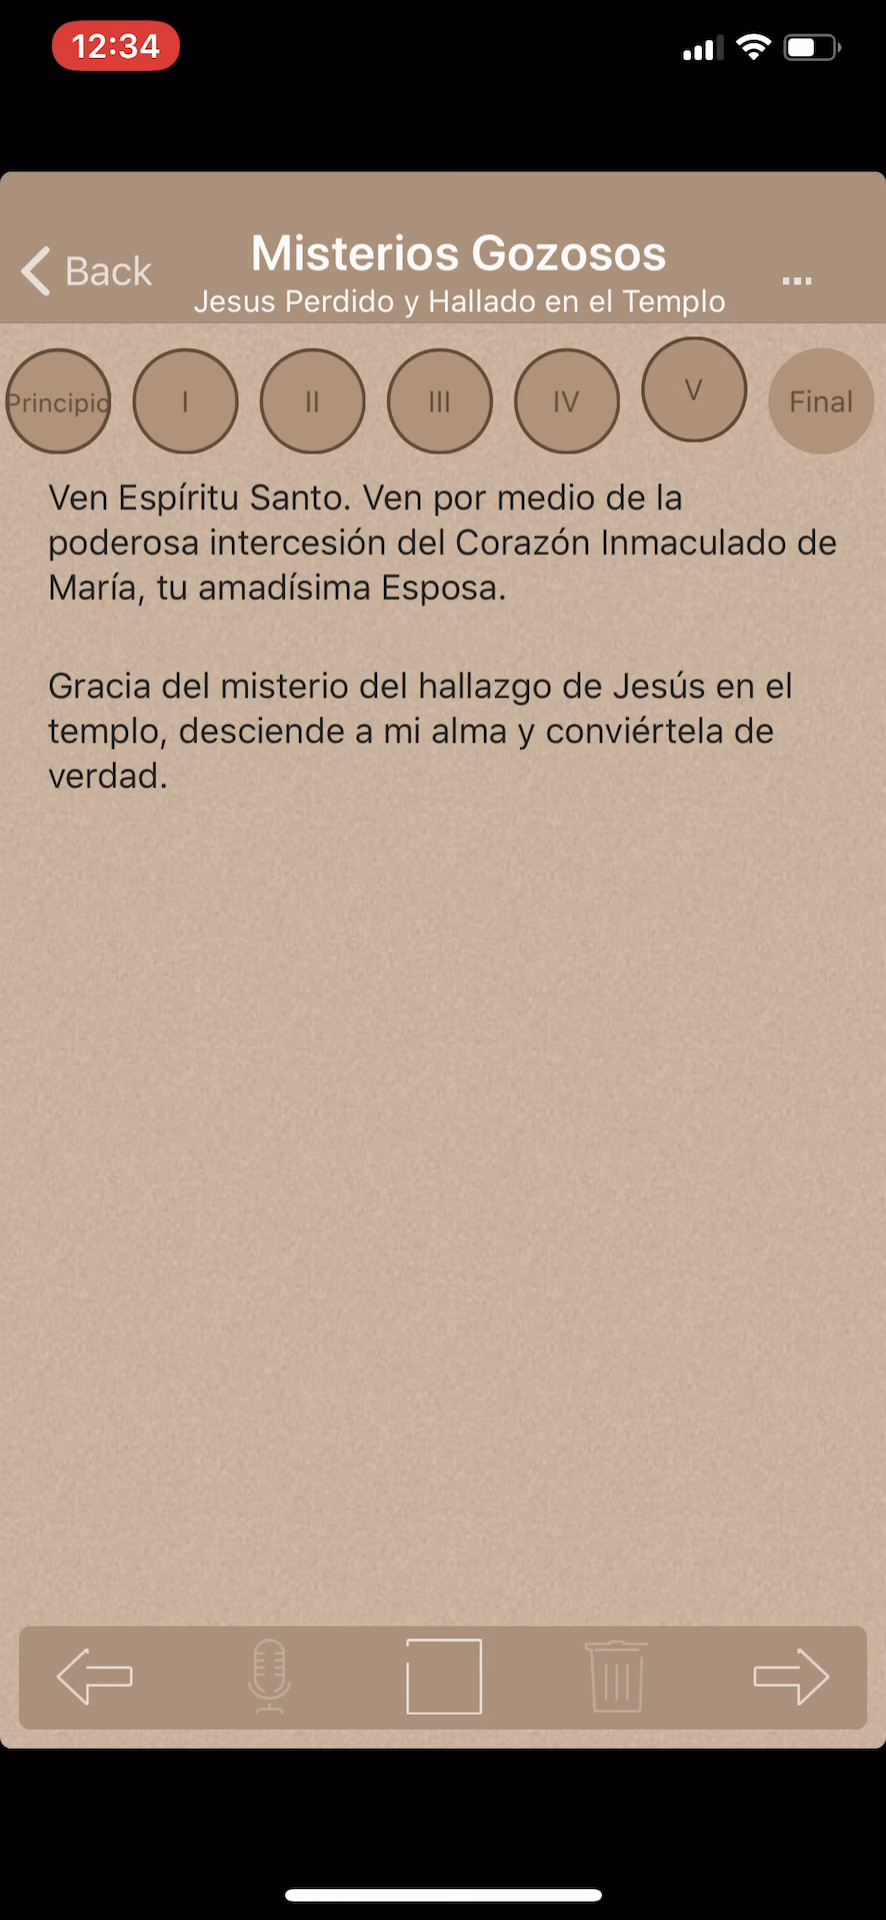 12:34
Back
Misterios Gozosos
...
Jesus Perdido y Hallado en el Templo
Principio
I
II
III
IV
V
Final
Ven Espíritu Santo. Ven por medio de la
poderosa intercesión del Corazón Inmaculado de
María, tu amadísima Esposa.
Gracia del misterio del hallazgo de Jesús en el
templo, desciende a mi alma y conviértela de
verdad.